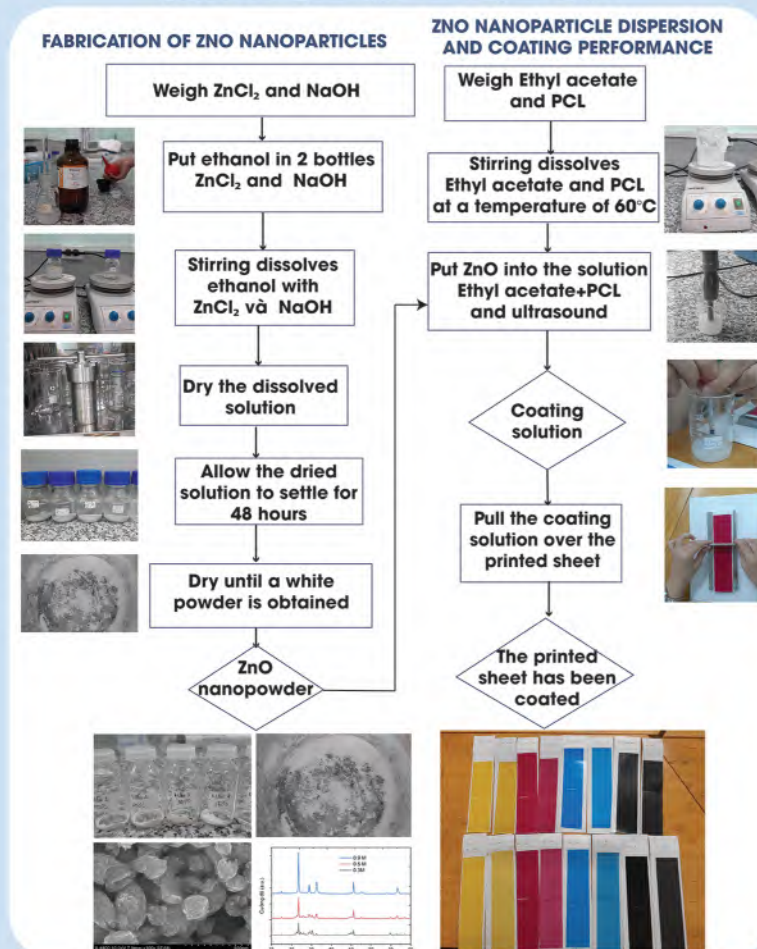 FABRICATION OF ZNO NANOPARTICLES
Weigh ZnCl₂ and NaOH
Put ethanol in 2 bottles
ZnCl₂ and NaOH
Stirring dissolves
ethanol with
ZnCl₂ và NaOH
Dry the dissolved
solution
Allow the dried
solution to settle for
48 hours
Dry until a white
powder is obtained
ZnO
nanopowder
ZNO NANOPARTICLE DISPERSION
AND COATING PERFORMANCE
Weigh Ethyl acetate
and PCL
Stirring dissolves
Ethyl acetate and PCL
at a temperature of 60°C
Put ZnO into the solution
Ethyl acetate+PCL
and ultrasound
Coating
solution
Pull the coating
solution over the
printed sheet
The printed
sheet has been
coated